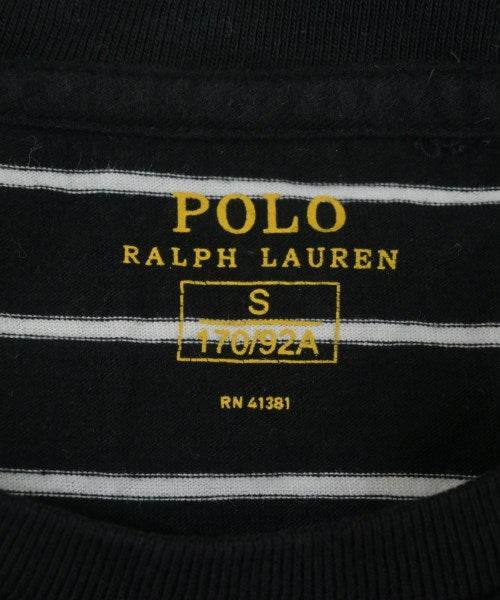 POLO
RALPH LAUREN
S
170/92A
RN 41381